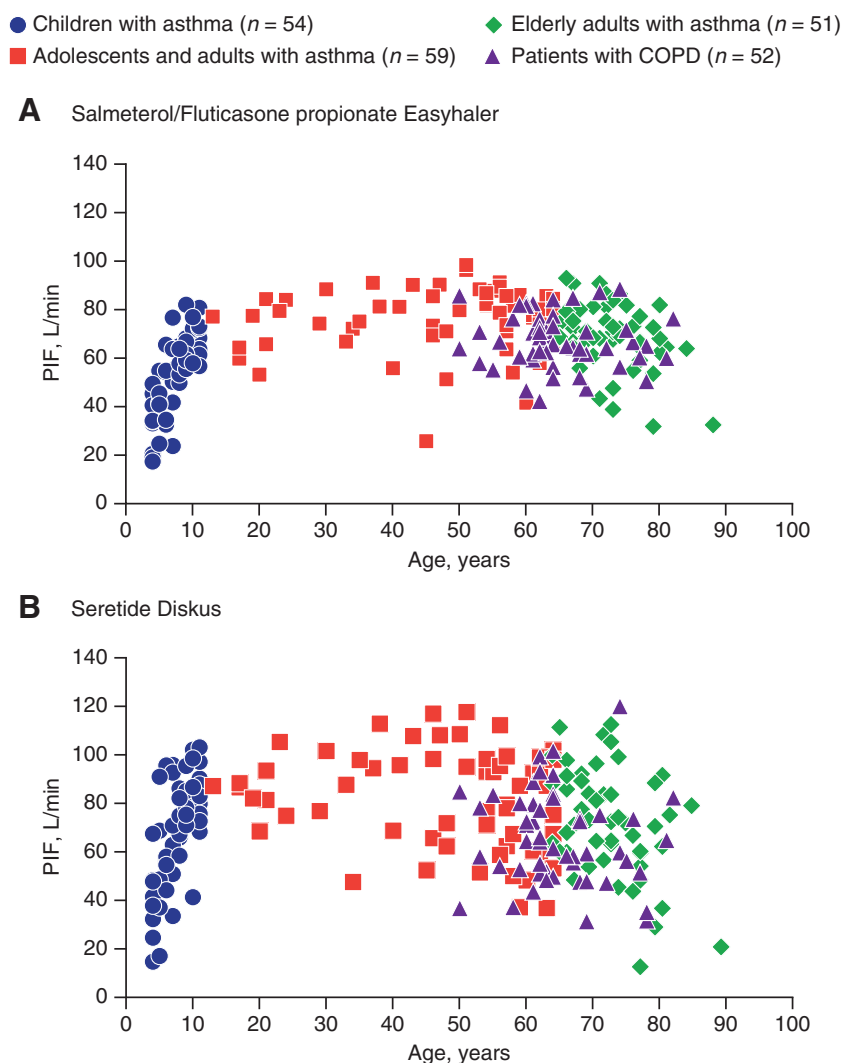 Children with asthma (n = 54)
Elderly adults with asthma (n = 51)
Adolescents and adults with asthma (n = 59)
Patients with COPD (n = 52)
A Salmeterol/Fluticasone propionate Easyhaler
140
120
100
80
60
40
20
0
PIF, L/min
0 10 20 30 40 50 60 70 80 90 100
Age, years
B Seretide Diskus
140
120
100
80
60
40
20
0
PIF, L/min
0 10 20 30 40 50 60 70 80 90 100
Age, years